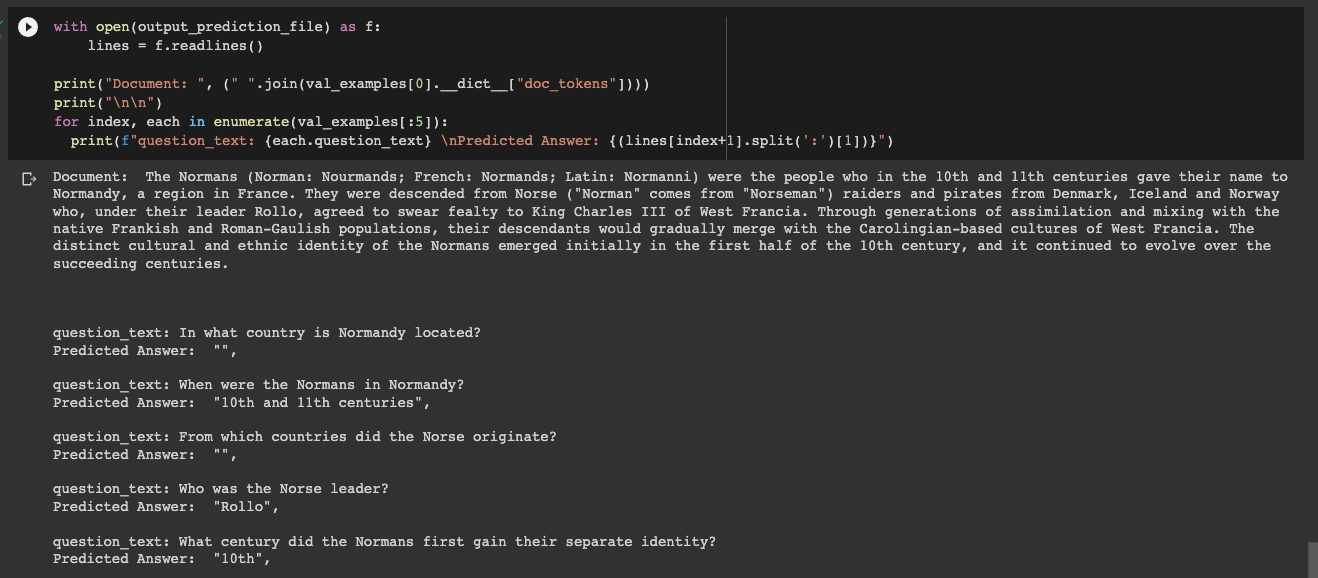 with open(output_prediction_file) as f:
    lines = f.readlines()

print("Document: ", (" ".join(val_examples[0].__dict__["doc_tokens"])))
print("\n\n")
for index, each in enumerate(val_examples[:5]):
  print(f"question_text: {each.question_text} \nPredicted Answer: {(lines[index+1].split(':')[1])}")
Document:  The Normans (Norman: Nourmands; French: Normands; Latin: Normanni) were the people who in the 10th and 11th centuries gave their name to
Normandy, a region in France. They were descended from Norse ("Norman" comes from "Norseman") raiders and pirates from Denmark, Iceland and Norway
who, under their leader Rollo, agreed to swear fealty to King Charles III of West Francia. Through generations of assimilation and mixing with the
native Frankish and Roman-Gaulish populations, their descendants would gradually merge with the Carolingian-based cultures of West Francia. The
distinct cultural and ethnic identity of the Normans emerged initially in the first half of the 10th century, and it continued to evolve over the
succeeding centuries.

question_text: In what country is Normandy located?
Predicted Answer:  "",

question_text: When were the Normans in Normandy?
Predicted Answer:  "10th and 11th centuries",

question_text: From which countries did the Norse originate?
Predicted Answer:  "",

question_text: Who was the Norse leader?
Predicted Answer:  "Rollo",

question_text: What century did the Normans first gain their separate identity?
Predicted Answer:  "10th",